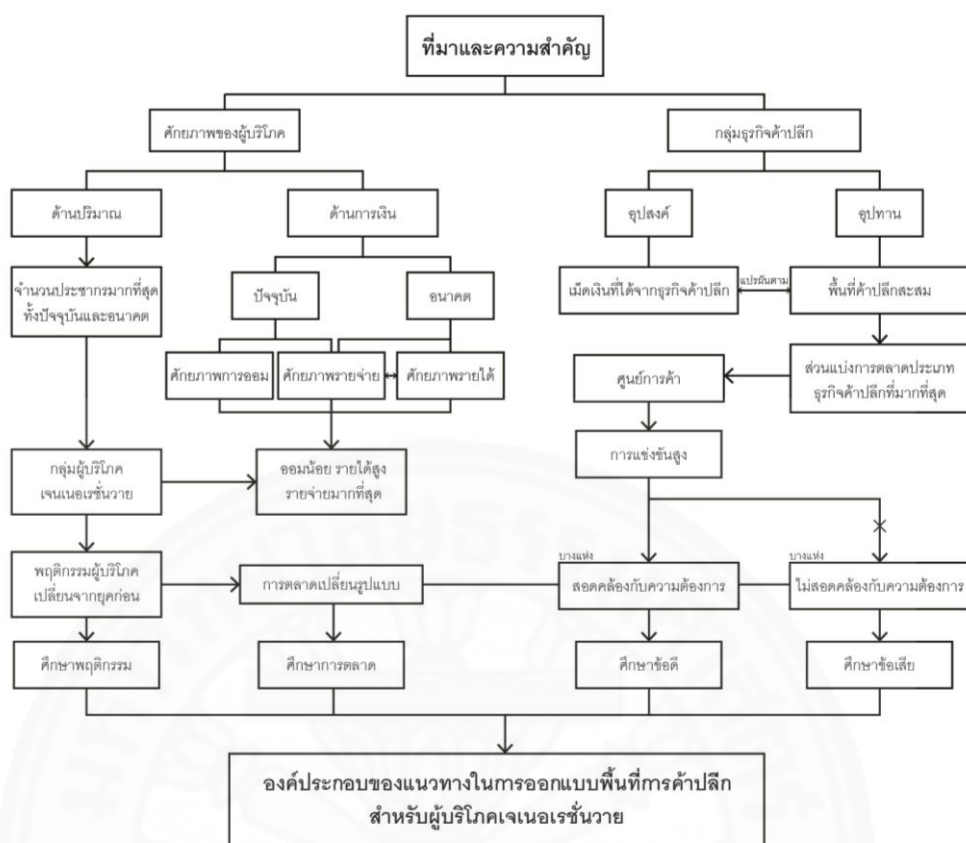 ที่มาและความสำคัญ
ศักยภาพของผู้บริโภค
กลุ่มธุรกิจค้าปลีก
ด้านปริมาณ
ด้านการเงิน
อุปสงค์
อุปทาน
จำนวนประชากรมากที่สุด
ทั้งปัจจุบันและอนาคต
ปัจจุบัน
อนาคต
เม็ดเงินที่ได้จากธุรกิจค้าปลีก
แปรผันตาม
พื้นที่ค้าปลีกสะสม
ศักยภาพการออม
ศักยภาพรายจ่าย
ศักยภาพรายได้
ศูนย์การค้า
ส่วนแบ่งการตลาดประเภท
ธุรกิจค้าปลีกที่มากที่สุด
การแข่งขันสูง
กลุ่มผู้บริโภค
เจนเนอเรชั่นวาย
ออมน้อย รายได้สูง
รายจ่ายมากที่สุด
พฤติกรรมผู้บริโภค
เปลี่ยนจากยุคก่อน
การตลาดเปลี่ยนรูปแบบ
บางแห่ง
สอดคล้องกับความต้องการ
บางแห่ง
ไม่สอดคล้องกับความต้องการ
ศึกษาพฤติกรรม
ศึกษาการตลาด
ศึกษาข้อดี
ศึกษาข้อเสีย
องค์ประกอบของแนวทางในการออกแบบพื้นที่การค้าปลีก
สำหรับผู้บริโภคเจเนอเรชั่นวาย